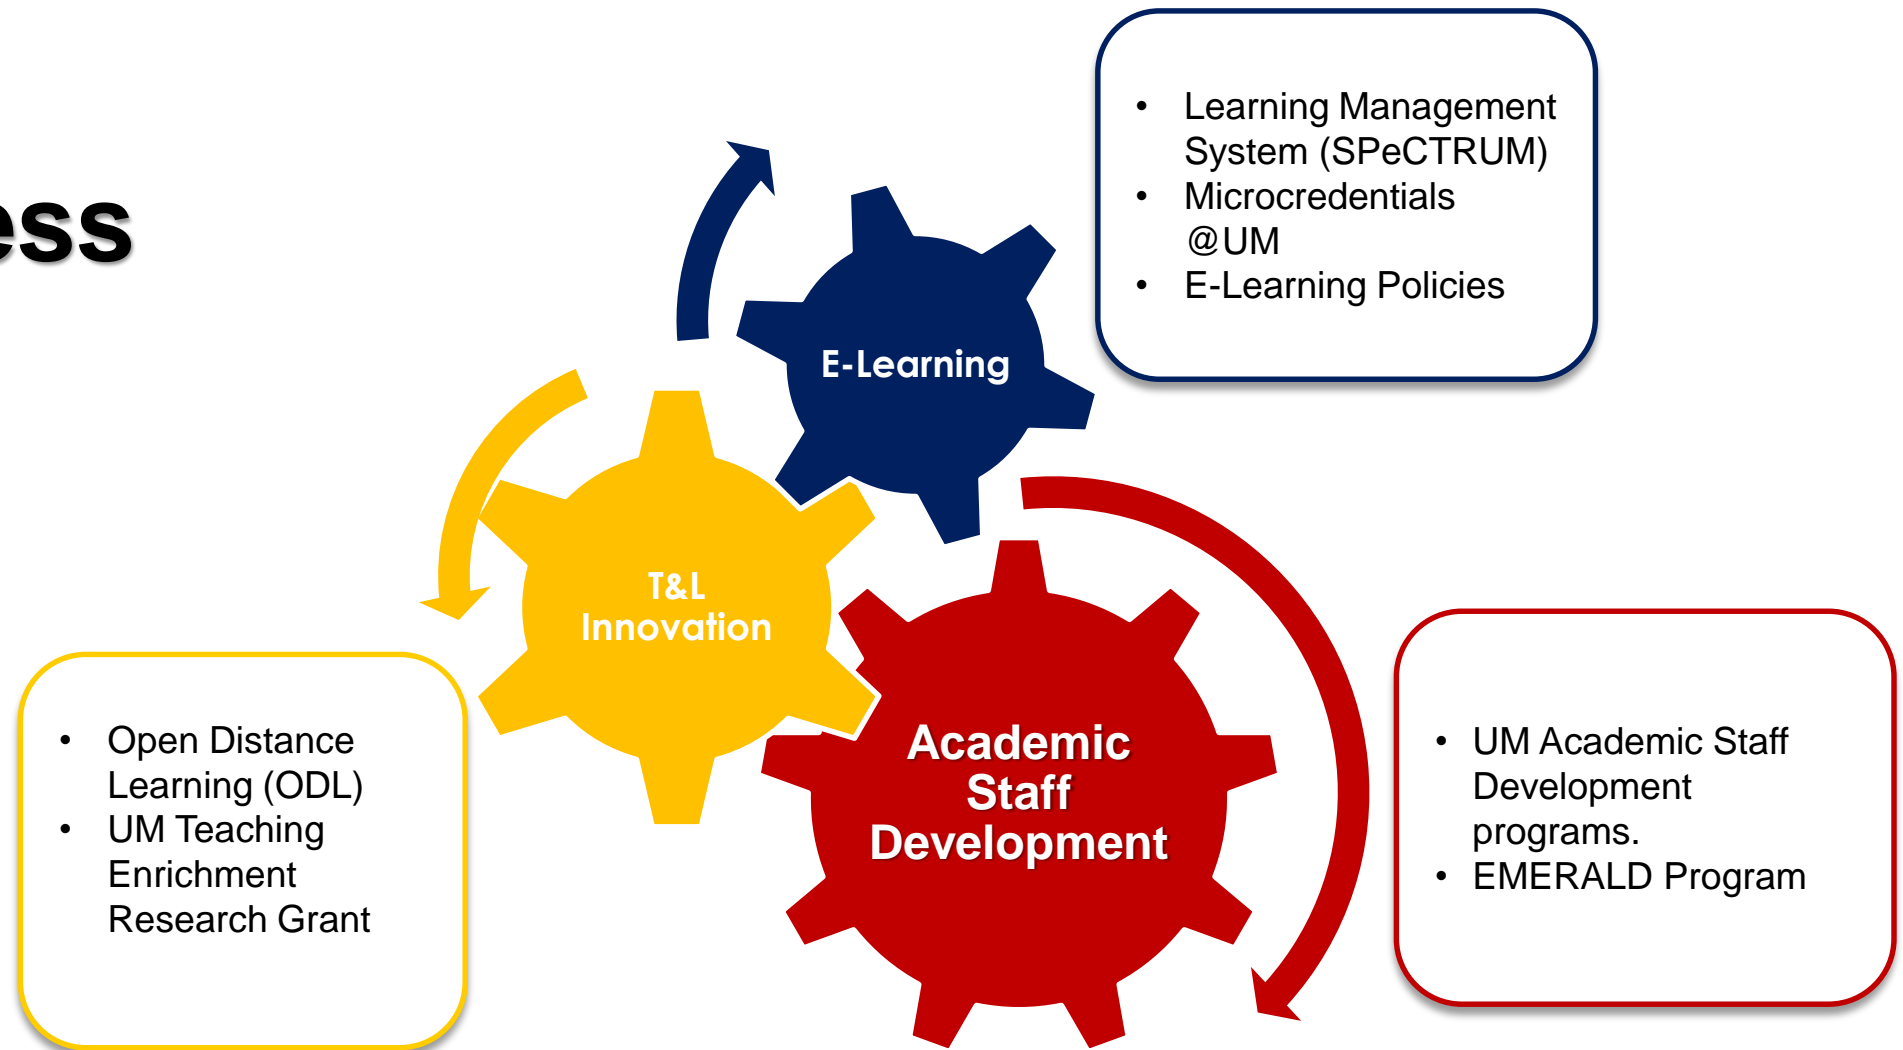 ess
• Learning Management
System (SPeCTRUM)
• Microcredentials
@UM
• E-Learning Policies
E-Learning
T&L
Innovation
Academic
Staff
Development
• Open Distance
Learning (ODL)
• UM Teaching
Enrichment
Research Grant
• UM Academic Staff
Development
programs.
• EMERALD Program